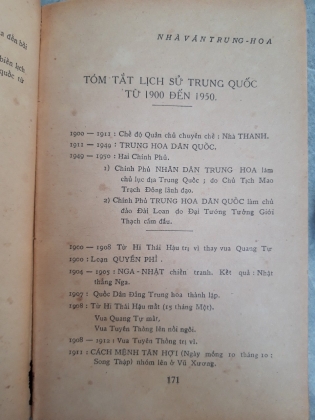 a đến hồi
NHÀ VĂN TRUNG-HOA
TÓM TẮT LỊCH SỬ TRUNG QUỐC
TỪ 1900 ĐẾN 1950.
1900 — 1912 : Chế độ Quân chủ chuyên chế : Nhà THANH.
1912 — 1949 : TRUNG HOA DÂN QUỐC.
1949 — 1950 : Hai Chính Phủ.
1) Chính Phủ NHÂN DÂN TRUNG HOA làm
chủ lục địa Trung Quốc ; do Chủ Tịch Mao
Trạch Đông lãnh đạo.
2) Chính Phủ TRUNG HOA DÂN QUỐC làm chủ
đảo Đài Loan do Đại Tướng Tưởng Giới
Thạch cầm đầu.
1900 — 1908 Từ Hi Thái Hậu trị vì thay vua Quang Tự
1900 : Loạn QUYỀN PHỈ.
1904 — 1905 : NGA - NHẬT chiến tranh. Kết quả : Nhật
thắng Nga.
1907 : Quốc Dân Đảng Trung hoa thành lập.
1908 : Từ Hi Thái Hậu mất (15 tháng Một).
Vua Quang Tự mất.
Vua Tuyên Thống lên nối ngôi.
1908 — 1912 : Vua Tuyên Thống trị vì.
1911 : CÁCH MỆNH TÂN HỢI (Ngày mồng 10 tháng 10 :
Song Thập) nhóm lên ở Vũ Xương.
171